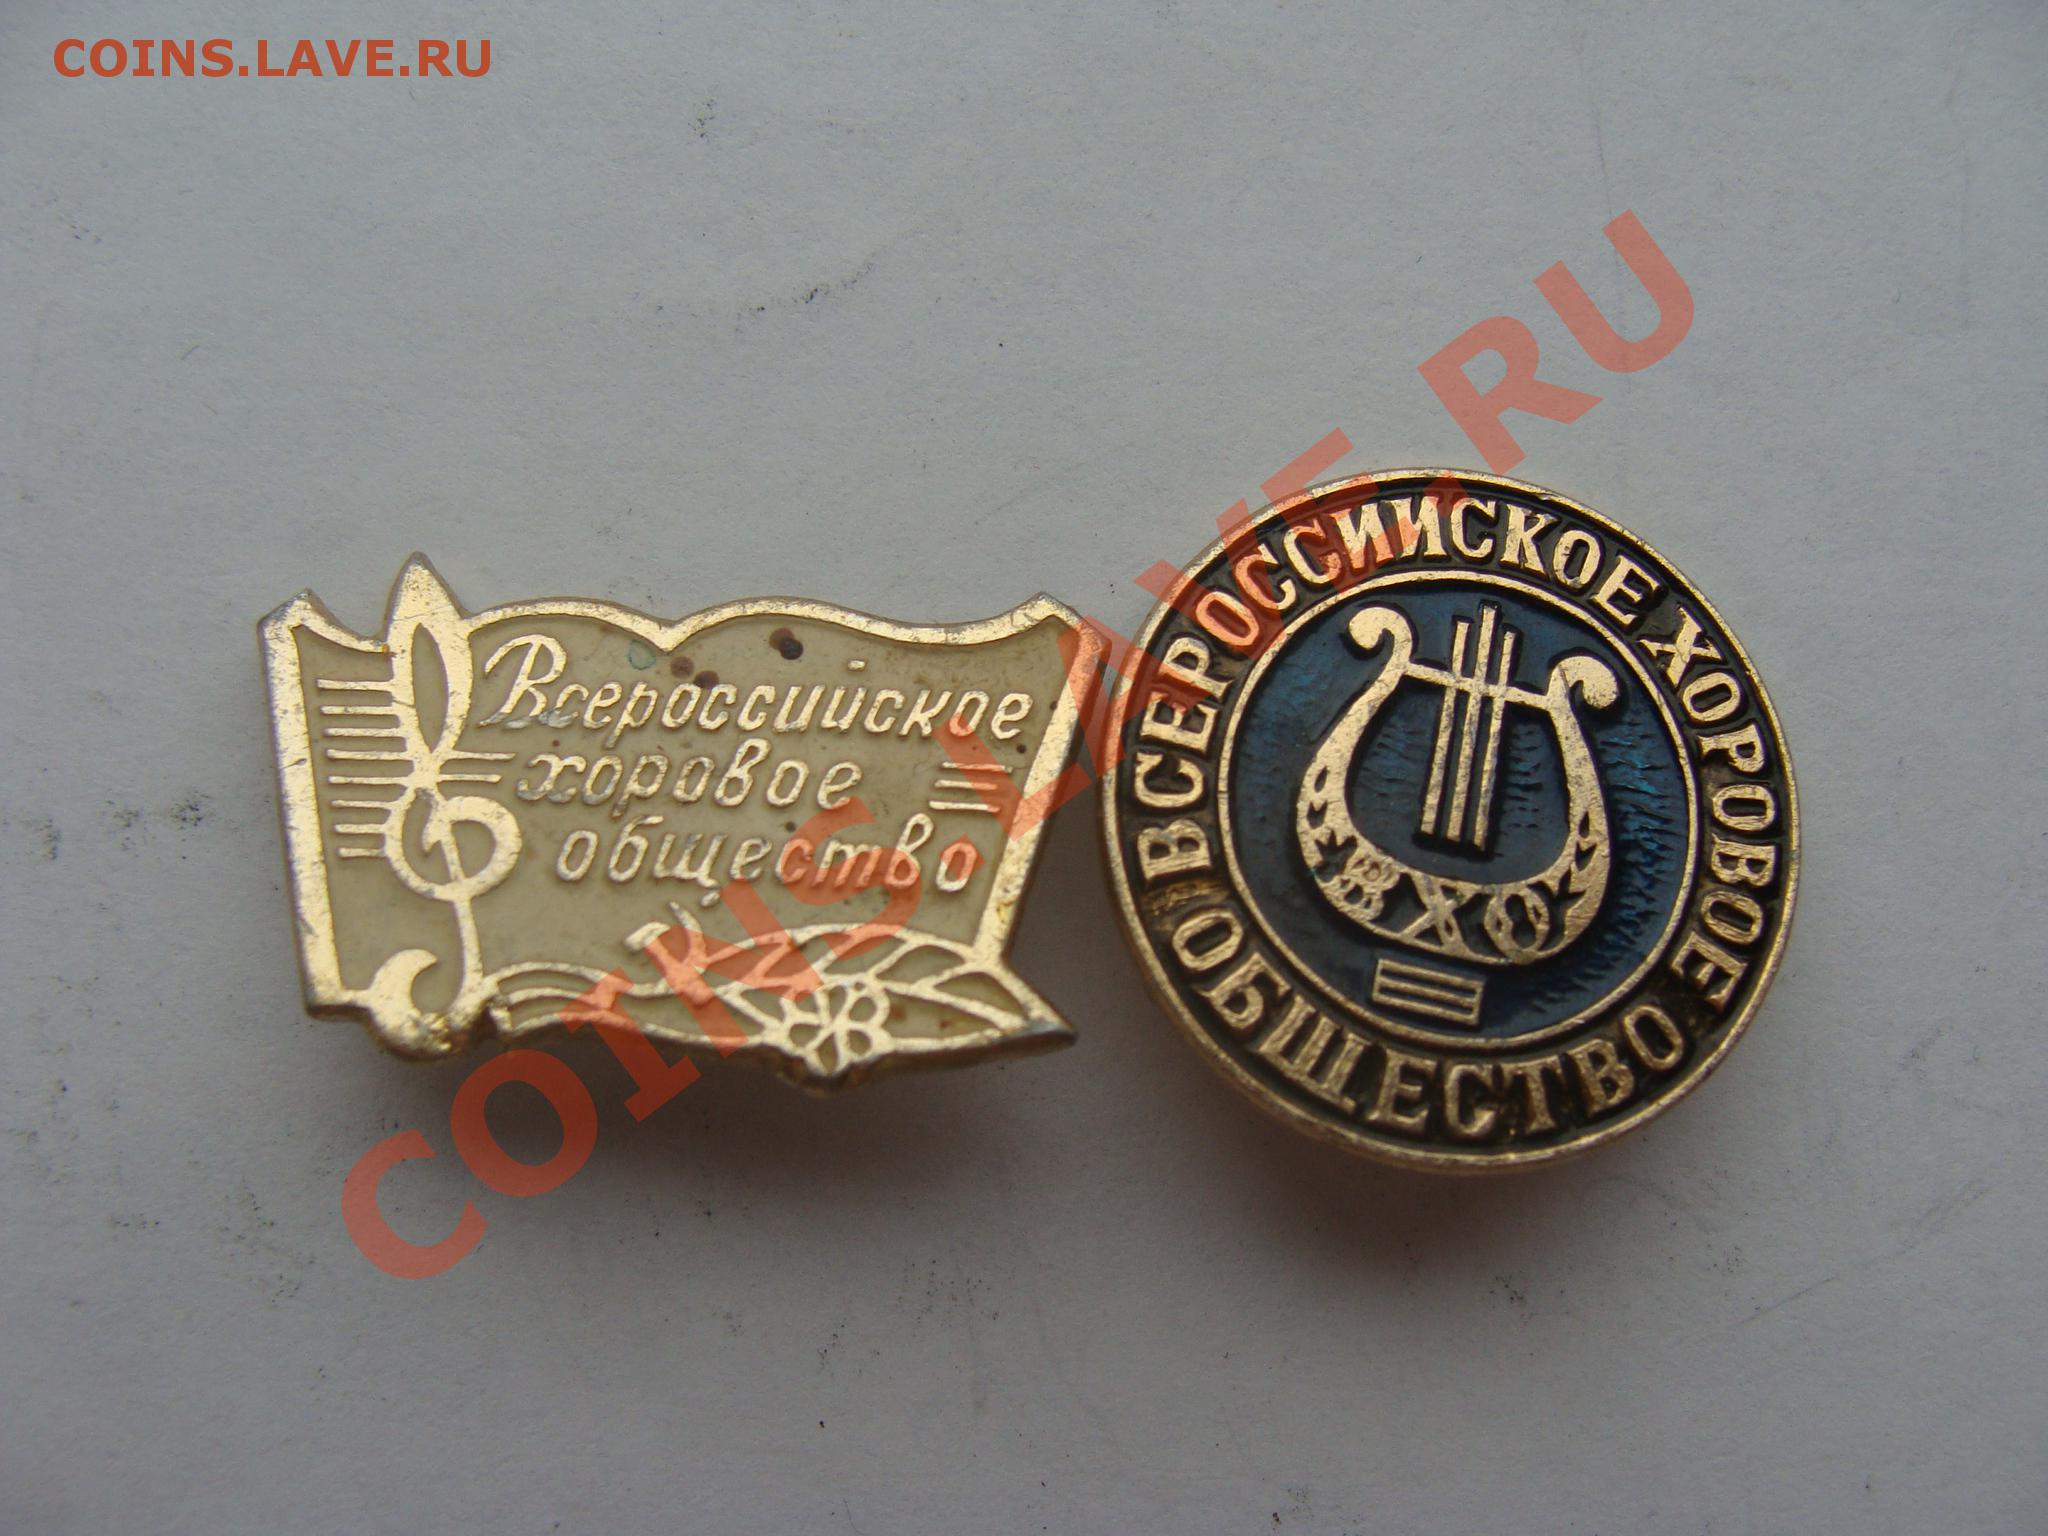 COINS.LAVE.RU
Всероссийское
хоровое
общество
ВСЕРОССИЙСКОЕ ХОРОВОЕ
ОБЩЕСТВО
ВХО
COINS.LAVE.RU